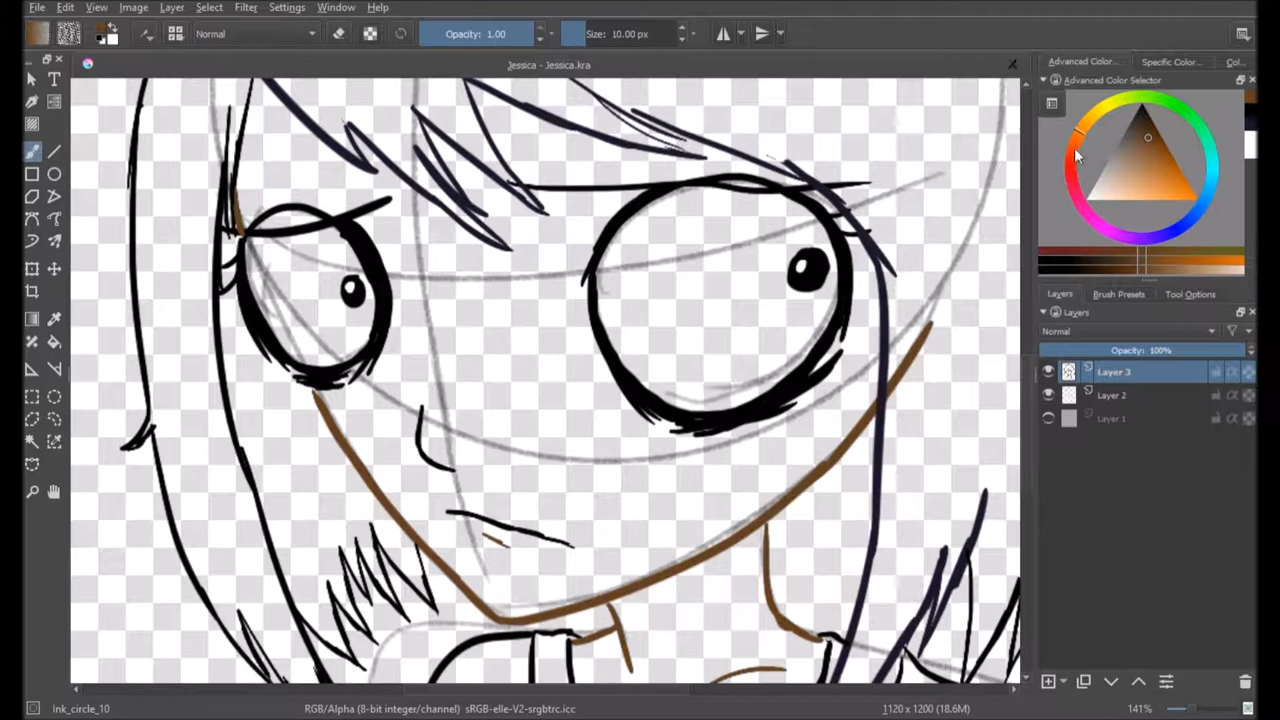 File Edit View Image Layer Select Filter Settings Window Help
Normal Opacity: 1.00 Size: 10.00 px
Jessica - Jessica.kra
Advanced Color... Specific Color... Col...
Advanced Color Selector
Layers Brush Presets Tool Options
Layers
Normal
Opacity: 100%
Layer 3
Layer 2
Layer 1
Ink_circle_10 RGB/Alpha (8-bit integer/channel) sRGB-elle-V2-srgbtrc.icc 1120 x 1200 (18.6M) 141%